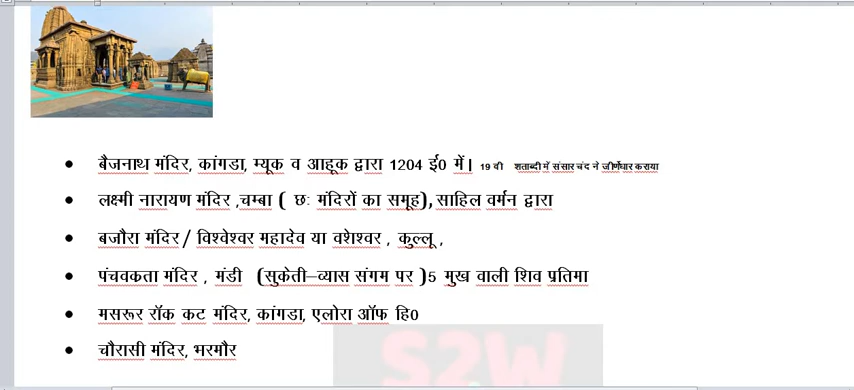 • बैजनाथ मंदिर, कांगडा, म्यूक व आहूक द्वारा 1204 ई0 में। 19 वी शताब्दी में संसार चंद ने जीर्णेधार कराया
• लक्ष्मी नारायण मंदिर ,चम्बा ( छः मंदिरों का समूह), साहिल वर्मन द्वारा
• बजौरा मंदिर / विश्वेश्वर महादेव या वशेश्वर , कुल्लू ,
• पंचवकता मंदिर , मंडी (सुकेती–व्यास संगम पर )5 मुख वाली शिव प्रतिमा
• मसरूर रॉक कट मंदिर, कांगडा, एलोरा ऑफ हि0
• चौरासी मंदिर, भरमौर
S2W